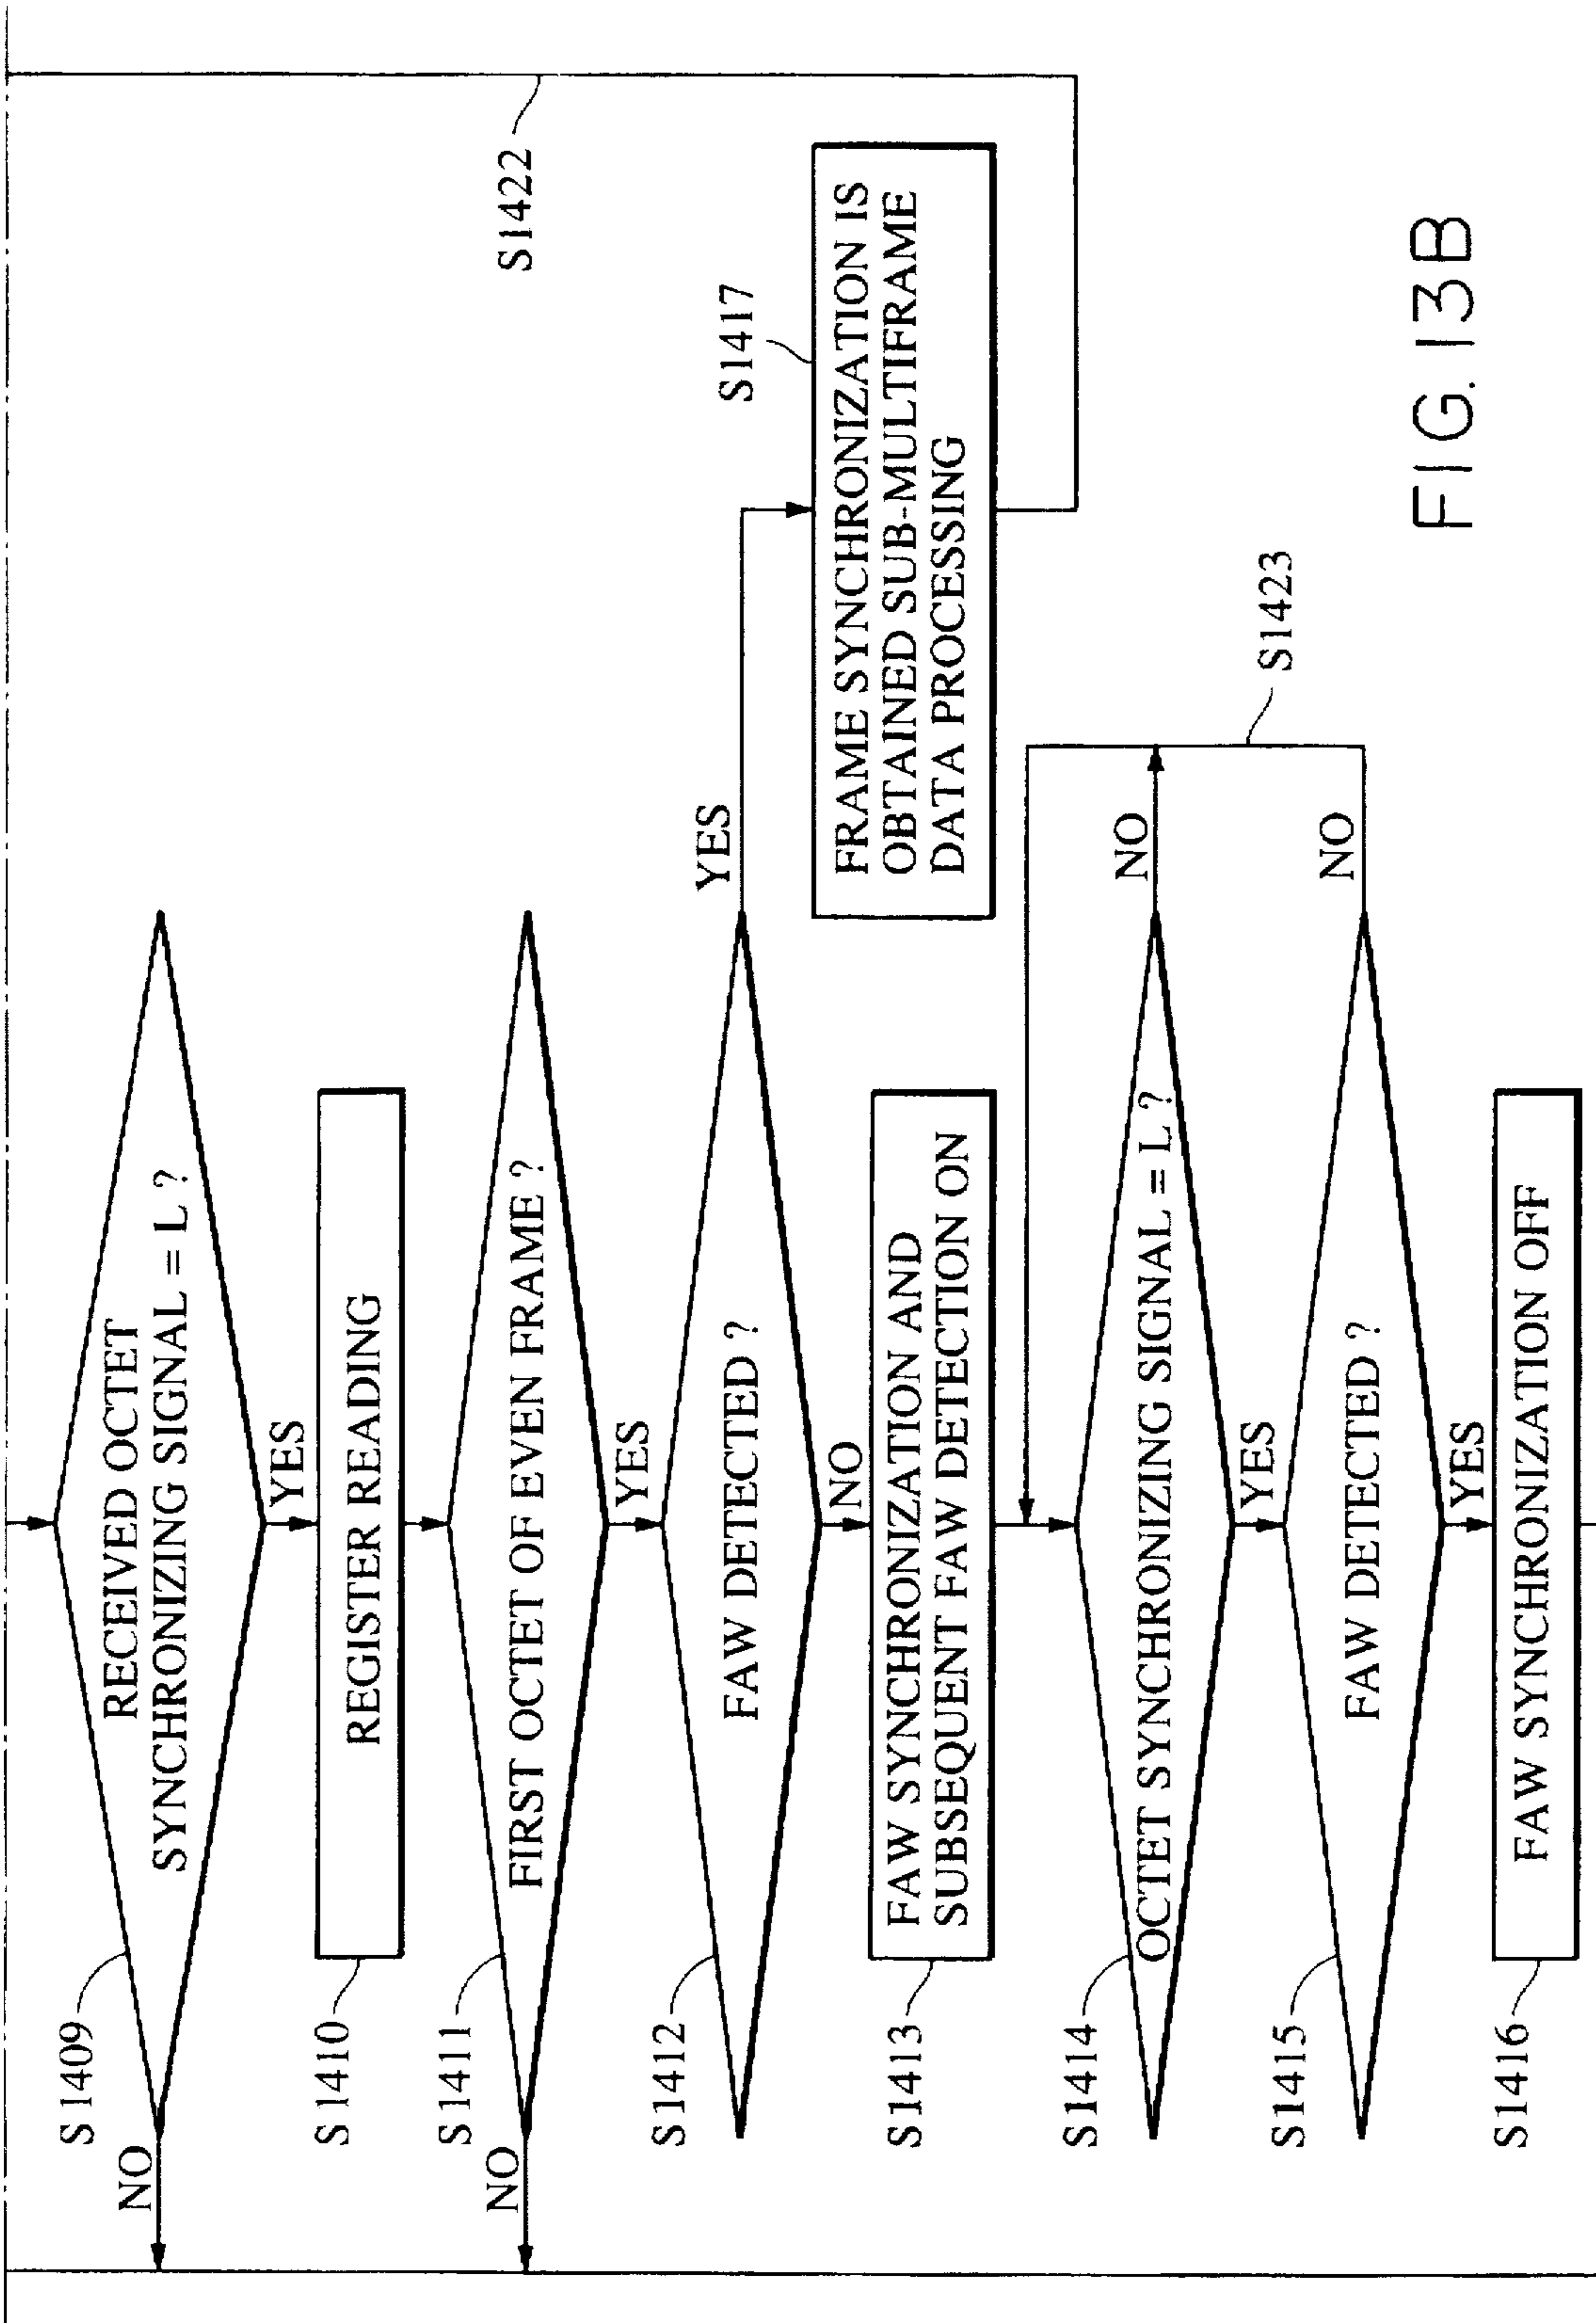 S1409
RECEIVED OCTET
SYNCHRONIZING SIGNAL = L ?
NO
YES
S1410
REGISTER READING
S1411
FIRST OCTET OF EVEN FRAME ?
NO
YES
S1412
FAW DETECTED ?
YES
NO
S1417
FRAME SYNCHRONIZATION IS
OBTAINED SUB-MULTIFRAME
DATA PROCESSING
S1422
S1413
FAW SYNCHRONIZATION AND
SUBSEQUENT FAW DETECTION ON
S1414
OCTET SYNCHRONIZING SIGNAL = L ?
NO
YES
S1423
S1415
FAW DETECTED ?
NO
YES
S1416
FAW SYNCHRONIZATION OFF
FIG. 13B